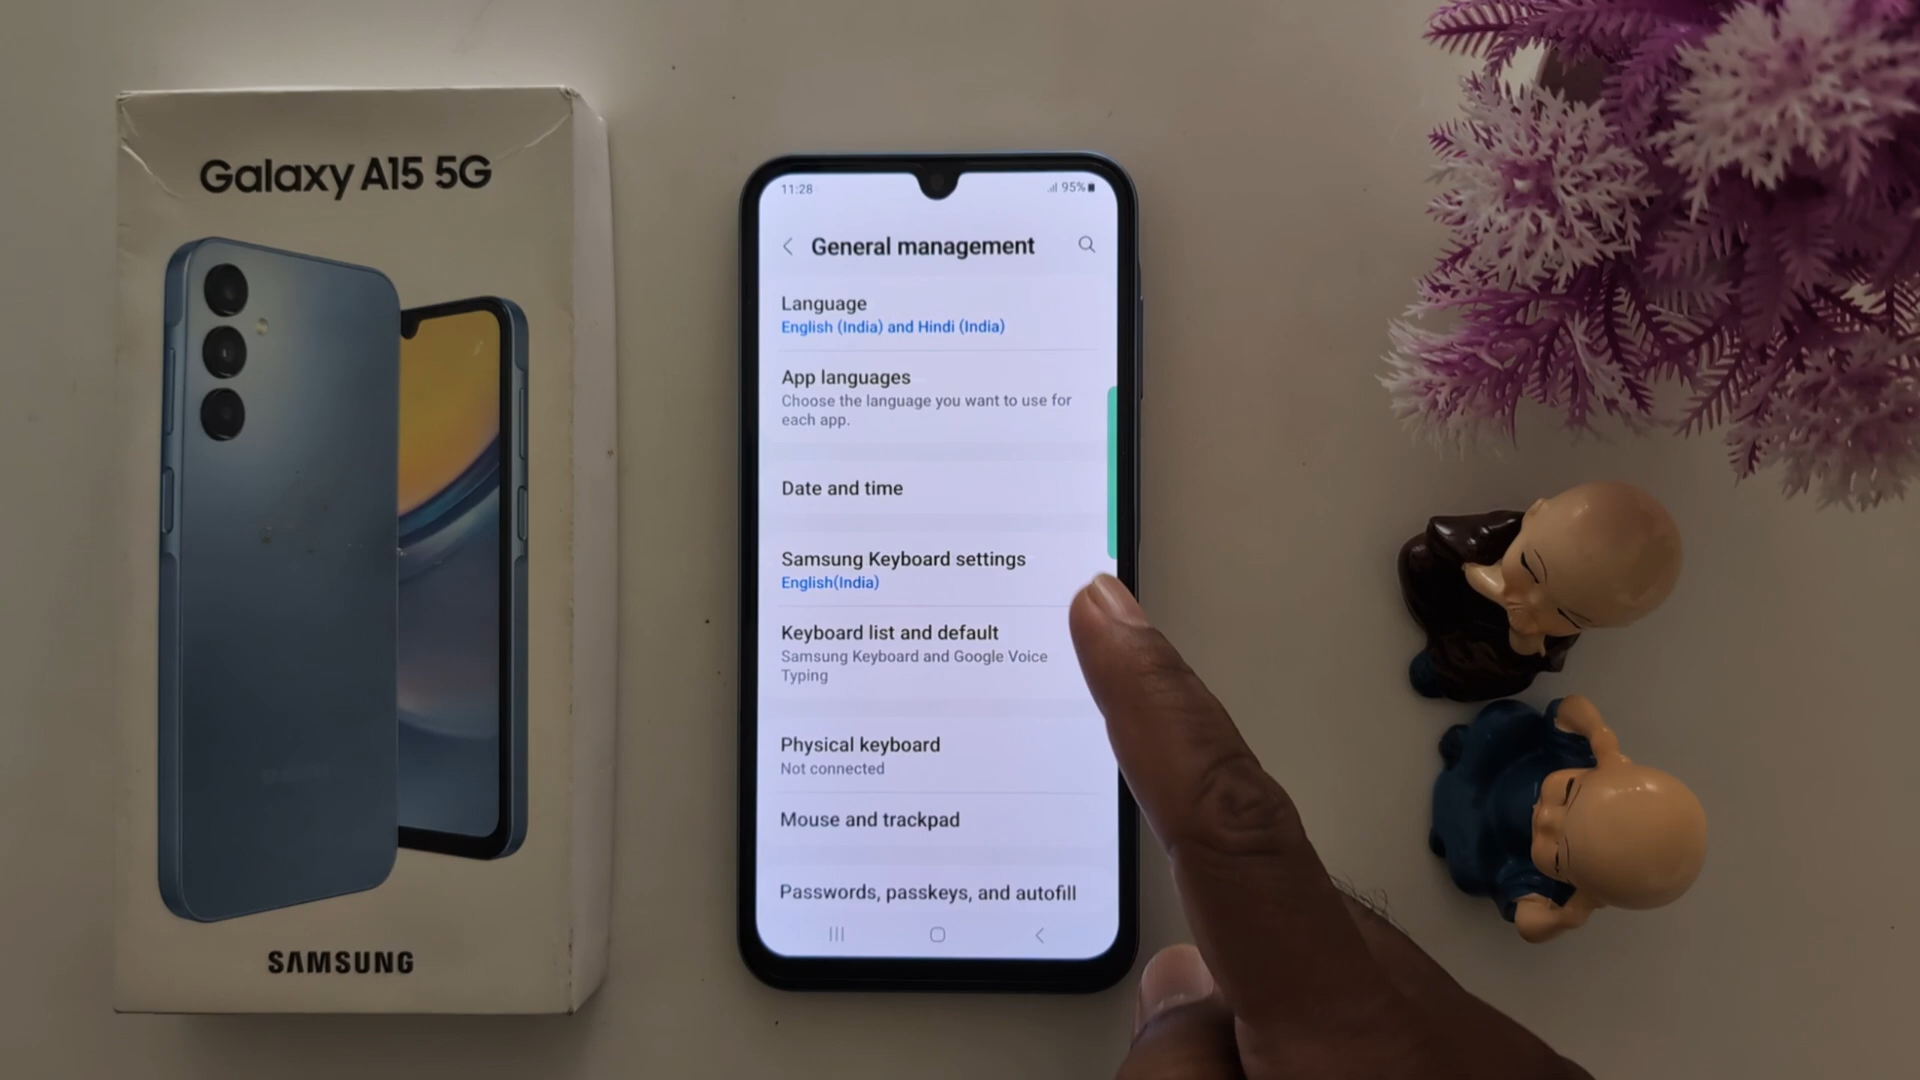 Galaxy A15 5G
SAMSUNG
11:28
95%
General management
Language
English (India) and Hindi (India)
App languages
Choose the language you want to use for
each app.
Date and time
Samsung Keyboard settings
English(India)
Keyboard list and default
Samsung Keyboard and Google Voice
Typing
Physical keyboard
Not connected
Mouse and trackpad
Passwords, passkeys, and autofill